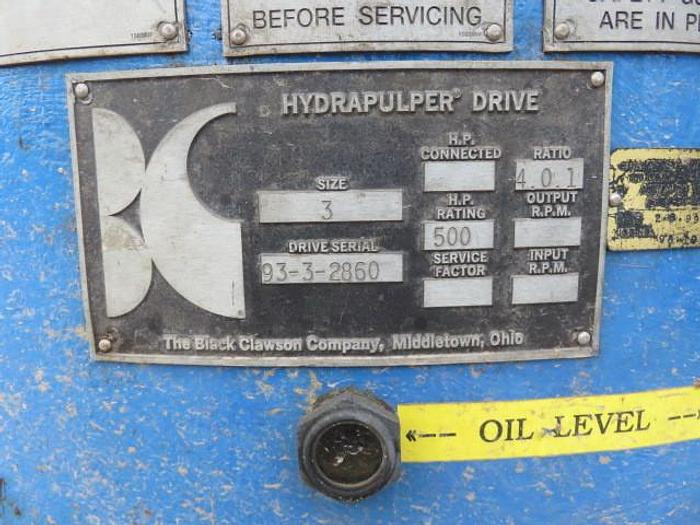 BEFORE SERVICING
ARE IN
HYDRAPULPER® DRIVE
H.P.
CONNECTED
RATIO
4.0.1
SIZE
3
H.P.
RATING
500
OUTPUT
R.P.M.
DRIVE SERIAL
93-3-2860
SERVICE
FACTOR
INPUT
R.P.M.
The Black Clawson Company, Middletown, Ohio
<-- OIL LEVEL --